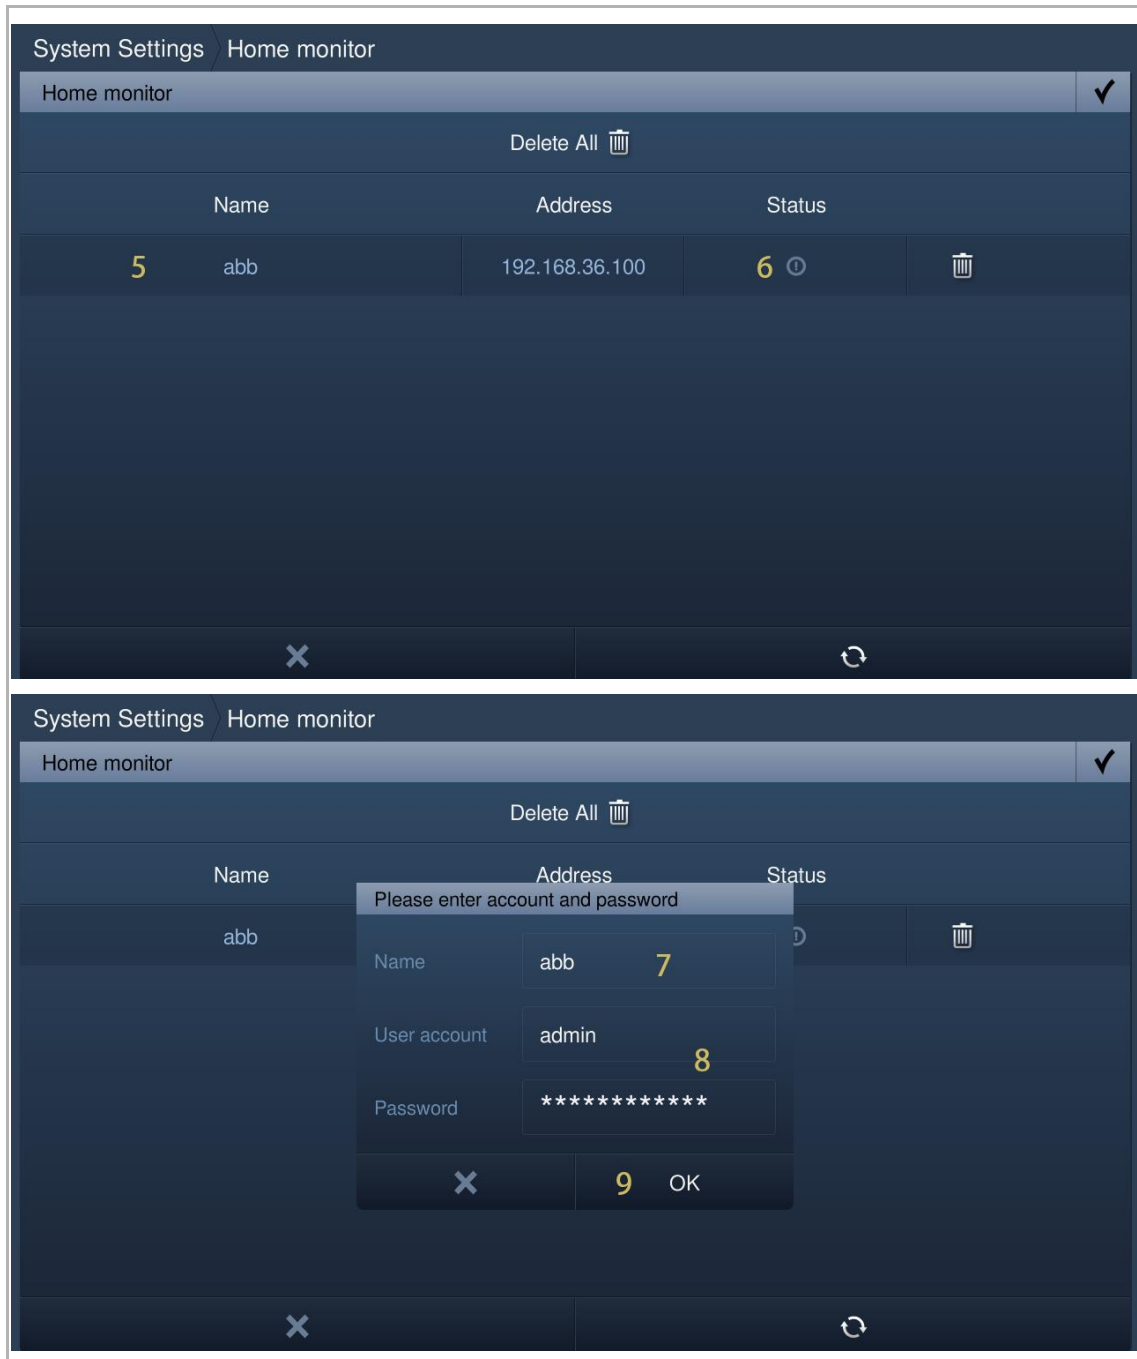 System Settings Home monitor
Home monitor
Delete All
Name Address Status
5 abb 192.168.36.100 6
System Settings Home monitor
Home monitor
Delete All
Name Address Status
Please enter account and password
abb
Name abb 7
User account admin
8
Password ************
9 OK